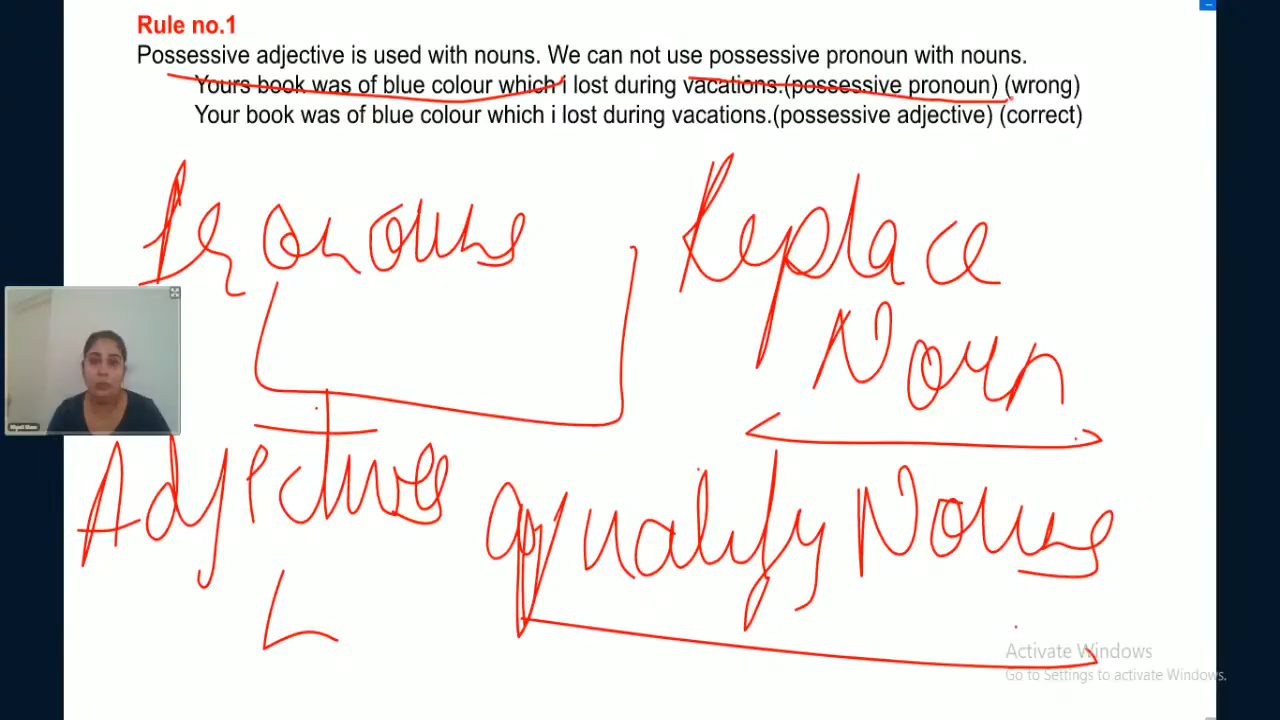 Rule no.1
Possessive adjective is used with nouns. We can not use possessive pronoun with nouns.
Yours book was of blue colour which i lost during vacations.(possessive pronoun) (wrong)
Your book was of blue colour which i lost during vacations.(possessive adjective) (correct)
Pronouns Replace
Noun
Adjectives qualify Nouns
Activate Windows
Go to Settings to activate Windows.